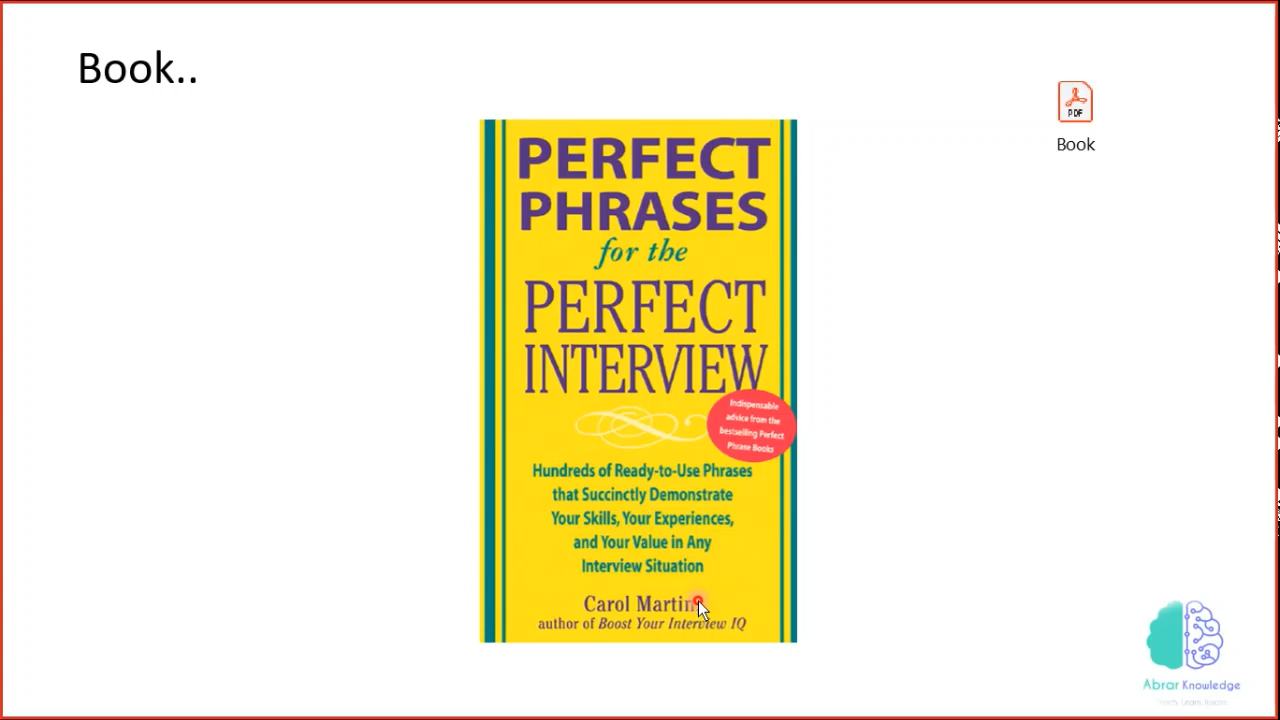 Book..
PDF
Book
PERFECT
PHRASES
for the
PERFECT
INTERVIEW
Indispensable
advice from the
bestselling Perfect
Phrase Books
Hundreds of Ready-to-Use Phrases
that Succinctly Demonstrate
Your Skills, Your Experiences,
and Your Value in Any
Interview Situation
Carol Martin
author of Boost Your Interview IQ
Abrar Knowledge